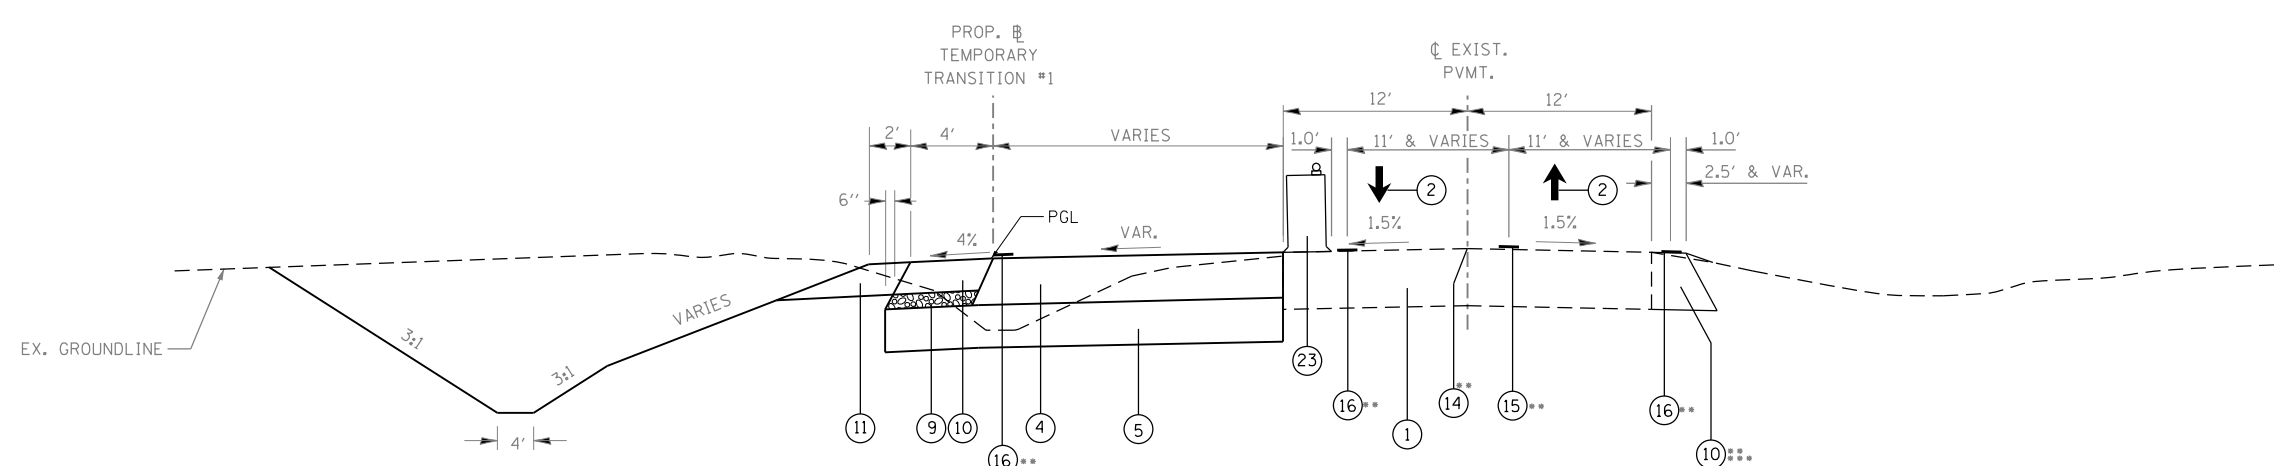 PROP. ⅊
TEMPORARY
TRANSITION #1
℄ EXIST.
PVMT.
12'
12'
2'
4'
VARIES
1.0'
11' & VARIES
11' & VARIES
1.0'
2.5' & VAR.
6''
PGL
2
2
4%
VAR.
1.5%
1.5%
EX. GROUNDLINE
3:1
3:1
VARIES
4'
23
11
9
10
4
5
16**
16**
1
14**
15**
16**
10*****